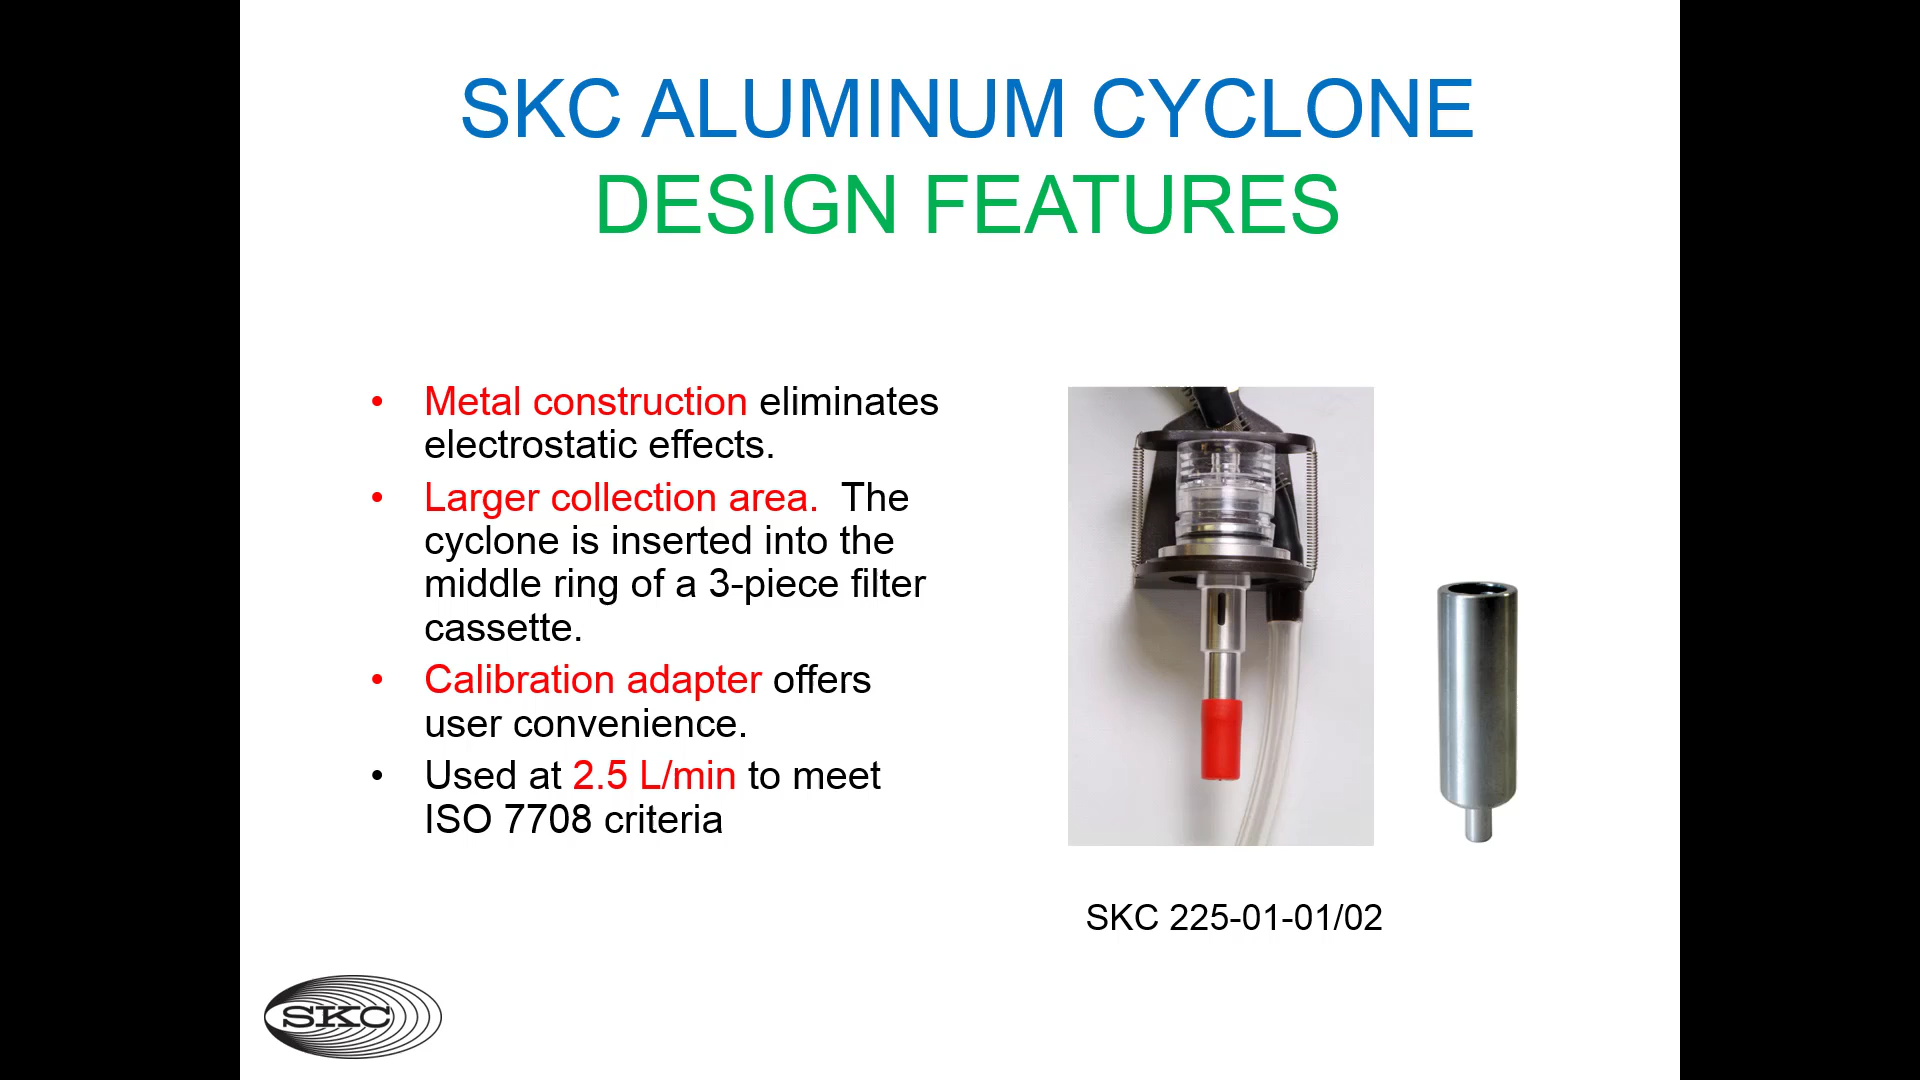 SKC ALUMINUM CYCLONE
DESIGN FEATURES
• Metal construction eliminates
electrostatic effects.
• Larger collection area.  The
cyclone is inserted into the
middle ring of a 3-piece filter
cassette.
• Calibration adapter offers
user convenience.
• Used at 2.5 L/min to meet
ISO 7708 criteria
SKC 225-01-01/02
SKC